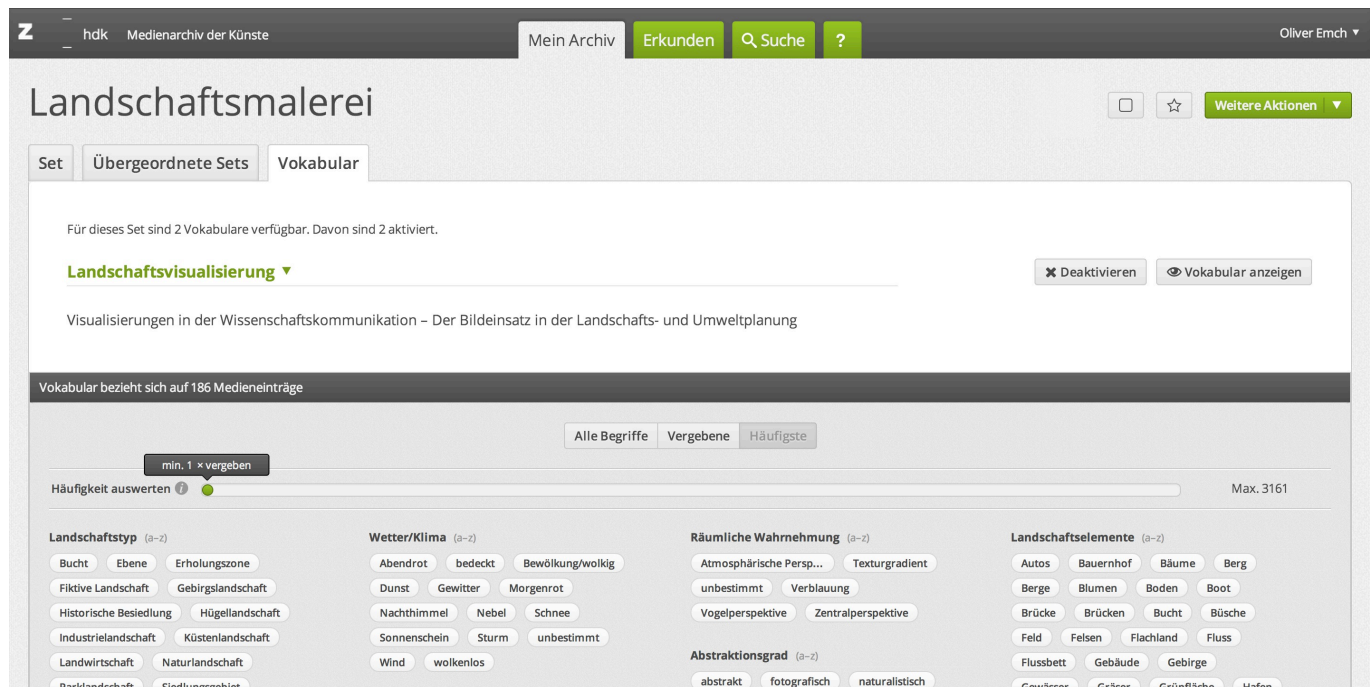 Z hdk Medienarchiv der Künste Mein Archiv Erkunden Suche ? Oliver Emch ▼
Landschaftsmalerei
Weitere Aktionen ▼
Set Übergeordnete Sets Vokabular
Für dieses Set sind 2 Vokabulare verfügbar. Davon sind 2 aktiviert.
Landschaftsvisualisierung ▼ Deaktivieren Vokabular anzeigen
Visualisierungen in der Wissenschaftskommunikation – Der Bildeinsatz in der Landschafts- und Umweltplanung
Vokabular bezieht sich auf 186 Medieneinträge
Alle Begriffe Vergebene Häufigste
min. 1 × vergeben
Häufigkeit auswerten i Max. 3161
Landschaftstyp (a–z)
Bucht Ebene Erholungszone
Fiktive Landschaft Gebirgslandschaft
Historische Besiedlung Hügellandschaft
Industrielandschaft Küstenlandschaft
Landwirtschaft Naturlandschaft
Parklandschaft Siedlungsgebiet
Wetter/Klima (a–z)
Abendrot bedeckt Bewölkung/wolkig
Dunst Gewitter Morgenrot
Nachthimmel Nebel Schnee
Sonnenschein Sturm unbestimmt
Wind wolkenlos
Räumliche Wahrnehmung (a–z)
Atmosphärische Persp... Texturgradient
unbestimmt Verblauung
Vogelperspektive Zentralperspektive
Abstraktionsgrad (a–z)
abstrakt fotografisch naturalistisch
Landschaftselemente (a–z)
Autos Bauernhof Bäume Berg
Berge Blumen Boden Boot
Brücke Brücken Bucht Büsche
Feld Felsen Flachland Fluss
Flussbett Gebäude Gebirge
Gewässer Gräser Grünfläche Hafen